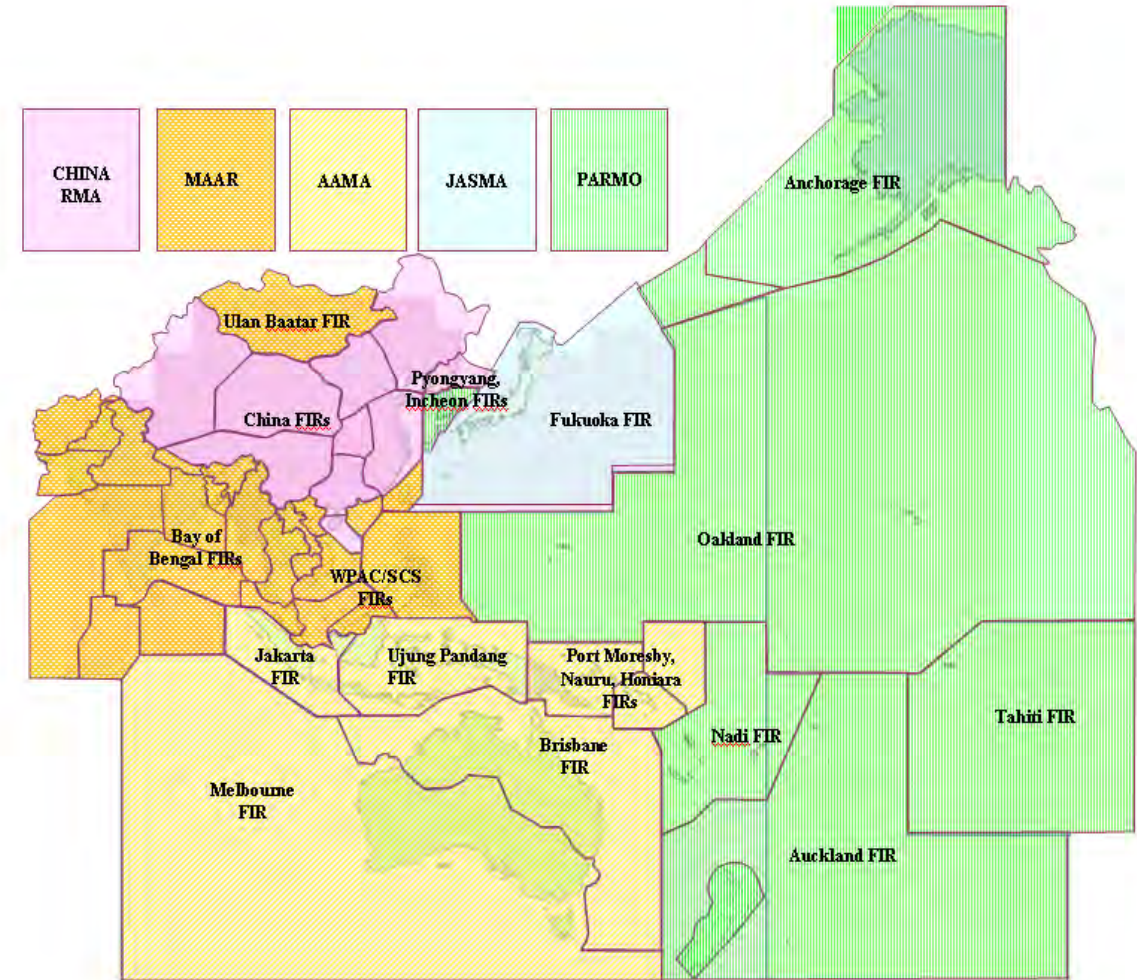 CHINA
RMA
MAAR
AAMA
JASMA
PARMO
Anchorage FIR
Ulan Baatar FIR
Pyongyang,
Incheon FIRs
China FIRs
Fukuoka FIR
Bay of
Bengal FIRs
Oakland FIR
WPAC/SCS
FIRs
Jakarta
FIR
Ujung Pandang
FIR
Port Moresby,
Nauru, Honiara
FIRs
Tahiti FIR
Nadi FIR
Brisbane
FIR
Melbourne
FIR
Auckland FIR